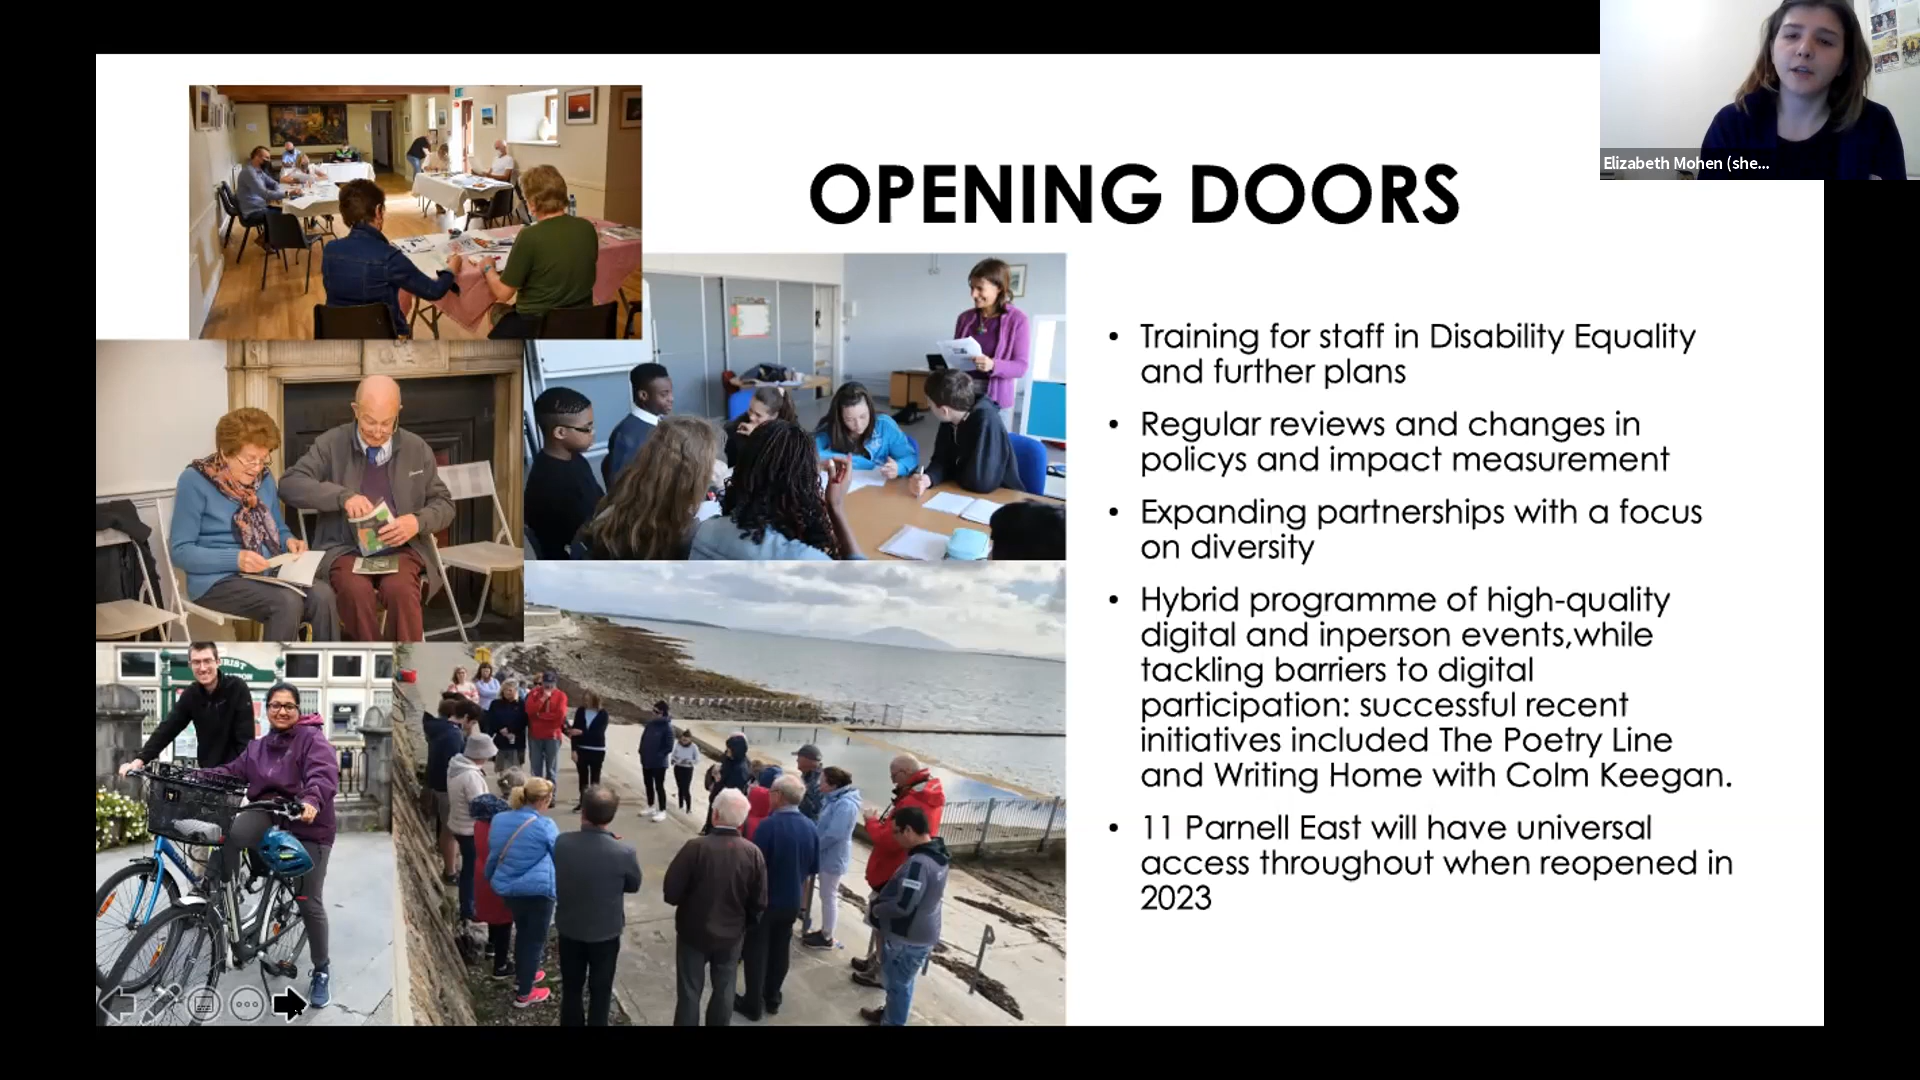 Elizabeth Mohen (she...
OPENING DOORS
• Training for staff in Disability Equality
and further plans
• Regular reviews and changes in
policys and impact measurement
• Expanding partnerships with a focus
on diversity
• Hybrid programme of high-quality
digital and inperson events,while
tackling barriers to digital
participation: successful recent
initiatives included The Poetry Line
and Writing Home with Colm Keegan.
• 11 Parnell East will have universal
access throughout when reopened in
2023